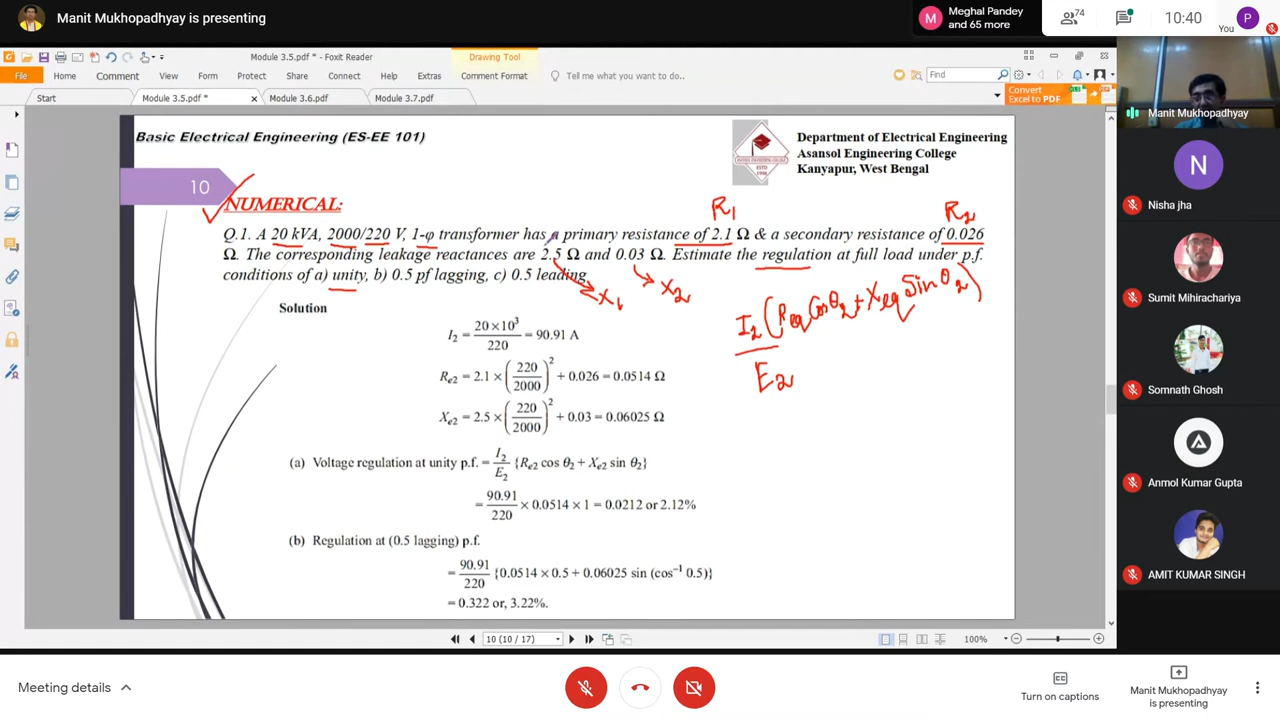 Manit Mukhopadhyay is presenting
M
Meghal Pandey
and 65 more
74
10:40
You
P
Module 3.5.pdf * - Foxit Reader
Drawing Tool
File
Home
Comment
View
Form
Protect
Share
Connect
Help
Extras
Comment Format
Tell me what you want to do..
Find
Start
Module 3.5.pdf *
Module 3.6.pdf
Module 3.7.pdf
Convert
Excel to PDF
Basic Electrical Engineering (ES-EE 101)
Department of Electrical Engineering
Asansol Engineering College
Kanyapur, West Bengal
10
NUMERICAL:
R1
R2
Q.1. A 20 kVA, 2000/220 V, 1-φ transformer has a primary resistance of 2.1 Ω & a secondary resistance of 0.026
Ω. The corresponding leakage reactances are 2.5 Ω and 0.03 Ω. Estimate the regulation at full load under p.f.
conditions of a) unity, b) 0.5 pf lagging, c) 0.5 leading
X1
X2
I2 (Req Cosθ2 + Xeq Sinθ2)
E2
Solution
I2 = 20×10³ / 220 = 90.91 A
Re2 = 2.1 × (220 / 2000)² + 0.026 = 0.0514 Ω
Xe2 = 2.5 × (220 / 2000)² + 0.03 = 0.06025 Ω
(a) Voltage regulation at unity p.f. = I2 / E2 {Re2 cos θ2 + Xe2 sin θ2}
= 90.91 / 220 × 0.0514 × 1 = 0.0212 or 2.12%
(b) Regulation at (0.5 lagging) p.f.
= 90.91 / 220 {0.0514 × 0.5 + 0.06025 sin (cos⁻¹ 0.5)}
= 0.322 or, 3.22%.
10 (10 / 17)
100%
Manit Mukhopadhyay
N
Nisha jha
Sumit Mihirachariya
Somnath Ghosh
Anmol Kumar Gupta
AMIT KUMAR SINGH
Meeting details
Turn on captions
Manit Mukhopadhyay
is presenting